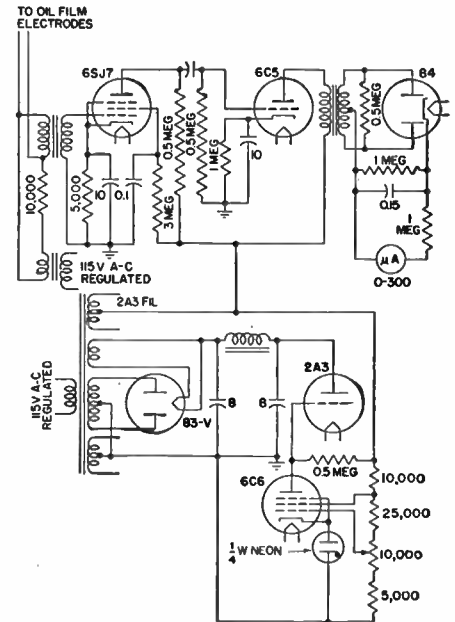 TO OIL FILM
ELECTRODES
6SJ7
6C5
84
10,000
5,000
10
0.1
3 MEG
0.5 MEG
0.5 MEG
1 MEG
10
0.5 MEG
1 MEG
0.15
1
MEG
μA
0-300
115V A-C
REGULATED
2A3 FIL
115V A-C
REGULATED
83-V
8
8
2A3
0.5 MEG
6C6
1/4 W NEON
10,000
25,000
10,000
5,000